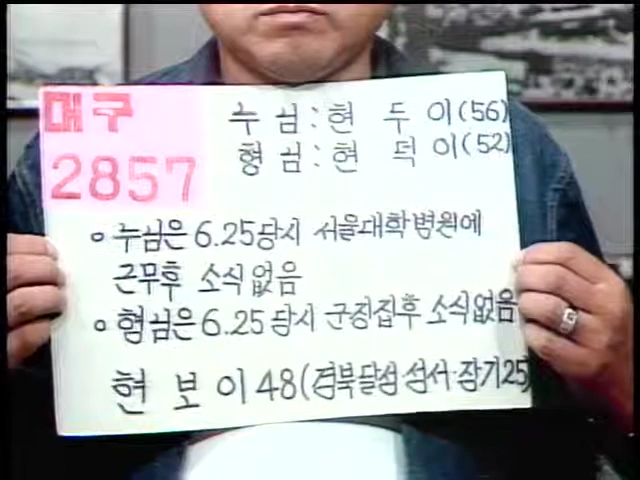 대구
2857
누님:현 두 이(56)
형님:현 덕 이(52)
○ 누님은 6.25당시 서울대학병원에
근무후 소식없음
○ 형님은 6.25당시 군징집후 소식없음
현 보 이 48(경북달성·성서·장기25)